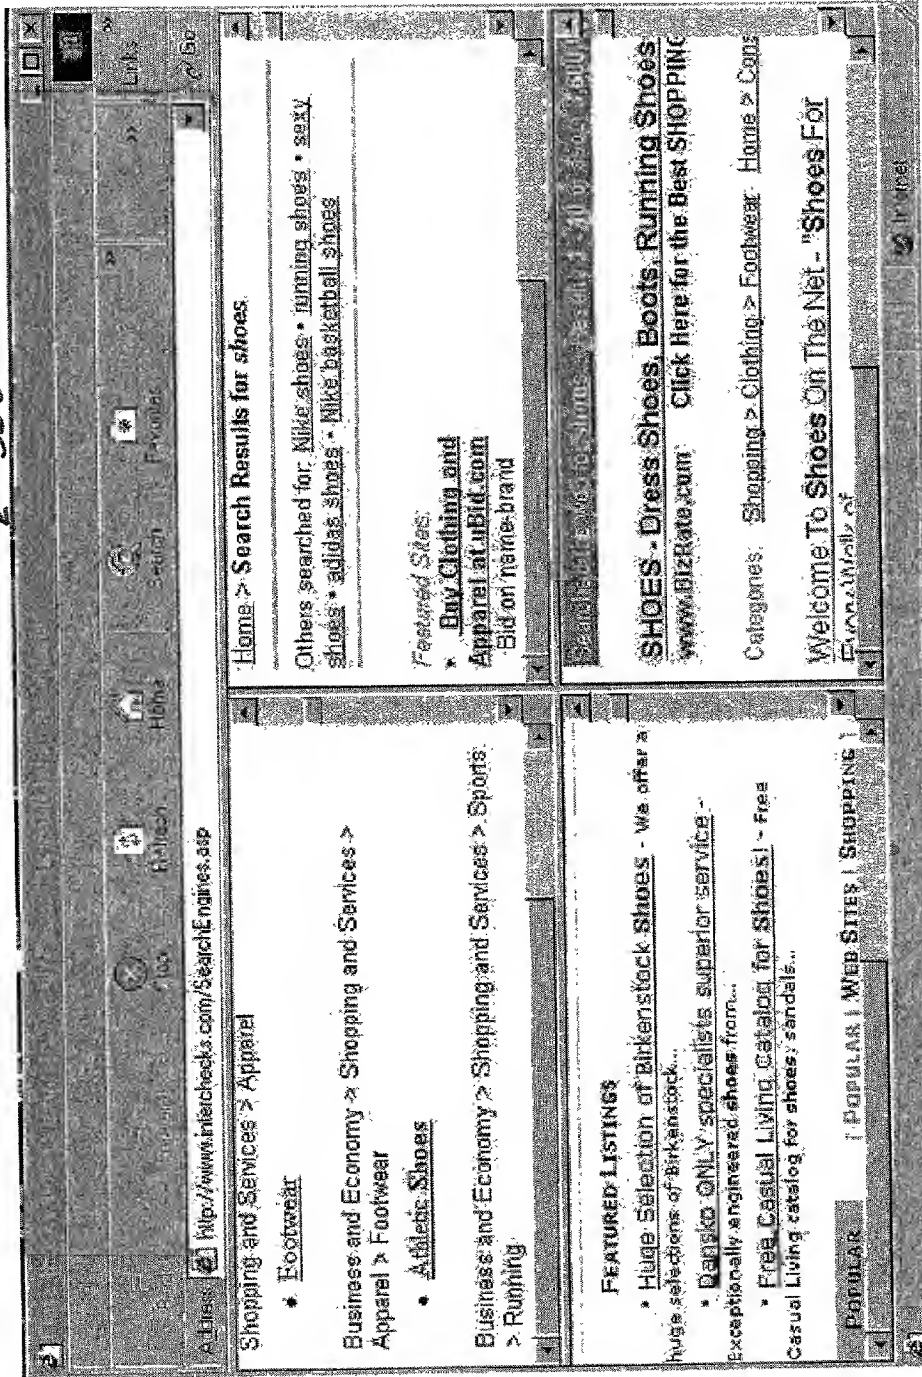 Stop
Refresh
Home
Search
Favorites
»
»
»
Links
Address
http://www.interchecks.com/SearchEngines.asp
Go
Shopping and Services > Apparel
• Footwear
Business and Economy > Shopping and Services >
Apparel > Footwear
• Athletic Shoes
Business and Economy > Shopping and Services > Sports
> Running
Home > Search Results for shoes
Others searched for: Nike shoes • running shoes • sexy
shoes • adidas shoes • Nike basketball shoes
Featured Sites:
• Buy Clothing and
Apparel at uBid.com
Bid on name-brand
FEATURED LISTINGS
• Huge Selection of Birkenstock Shoes - We offer a
huge selections of Birkenstock...
• Dansko ONLY specialists superior service -
Exceptionally engineered shoes from...
• Free Casual Living catalog for Shoes! - Free
Casual Living catalog for shoes, sandals...
POPULAR | POPULAR | WEB SITES | SHOPPING |
SHOES - Dress Shoes, Boots, Running Shoes
www.BizRate.com Click Here for the Best SHOPPING
Categories: Shopping > Clothing > Footwear Home > Cons
Welcome To Shoes On The Net - "Shoes For
Internet